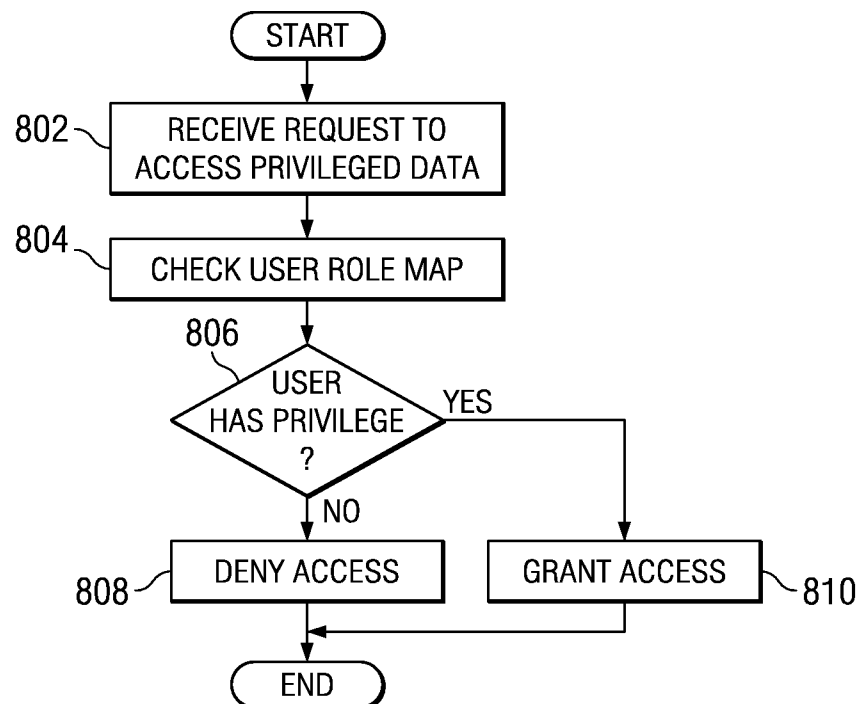 START
802
RECEIVE REQUEST TO
ACCESS PRIVILEGED DATA
804
CHECK USER ROLE MAP
806
USER
HAS PRIVILEGE
?
YES
NO
808
DENY ACCESS
GRANT ACCESS
810
END